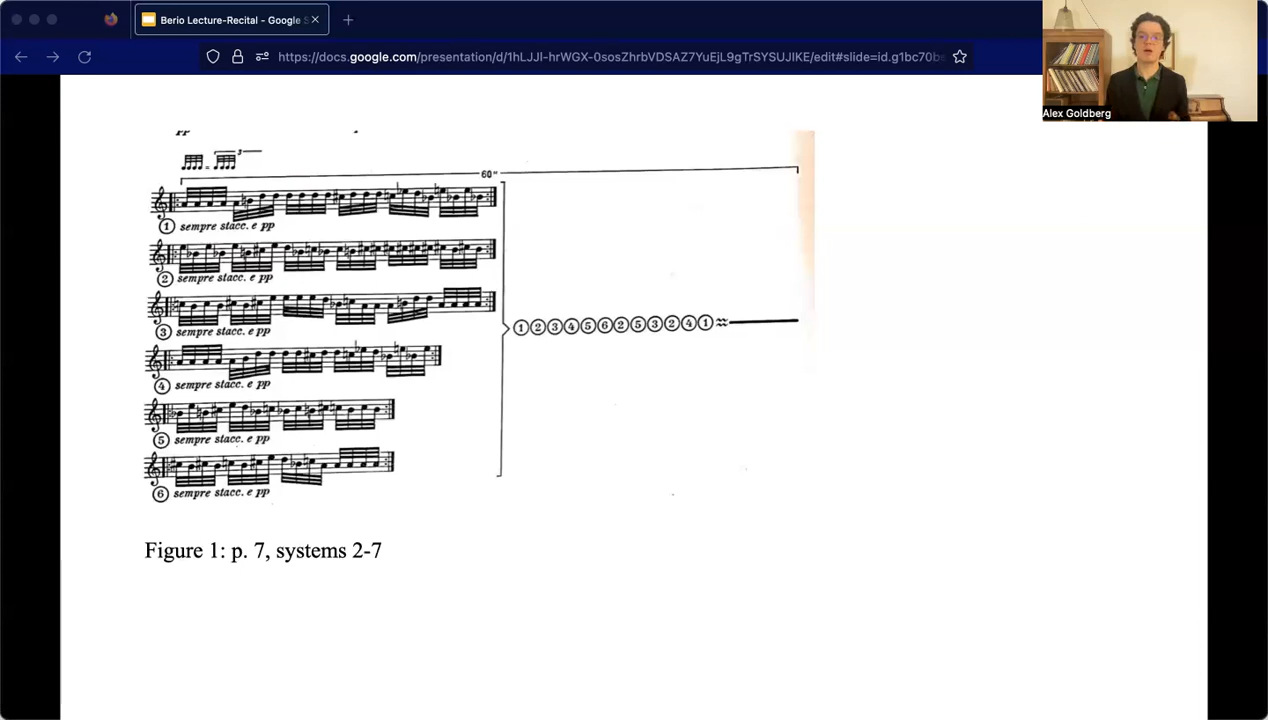 Berio Lecture-Recital - Google S
https://docs.google.com/presentation/d/1hLJJl-hrWGX-0sosZhrbVDSAZ7YuEjL9gTrSYSUJIKE/edit#slide=id.g1bc70b
Alex Goldberg
pp
3
60"
1 sempre stacc. e pp
2 sempre stacc. e pp
3 sempre stacc. e pp
1 2 3 4 5 6 2 5 3 2 4 1
4 sempre stacc. e pp
5 sempre stacc. e pp
6 sempre stacc. e pp
Figure 1: p. 7, systems 2-7